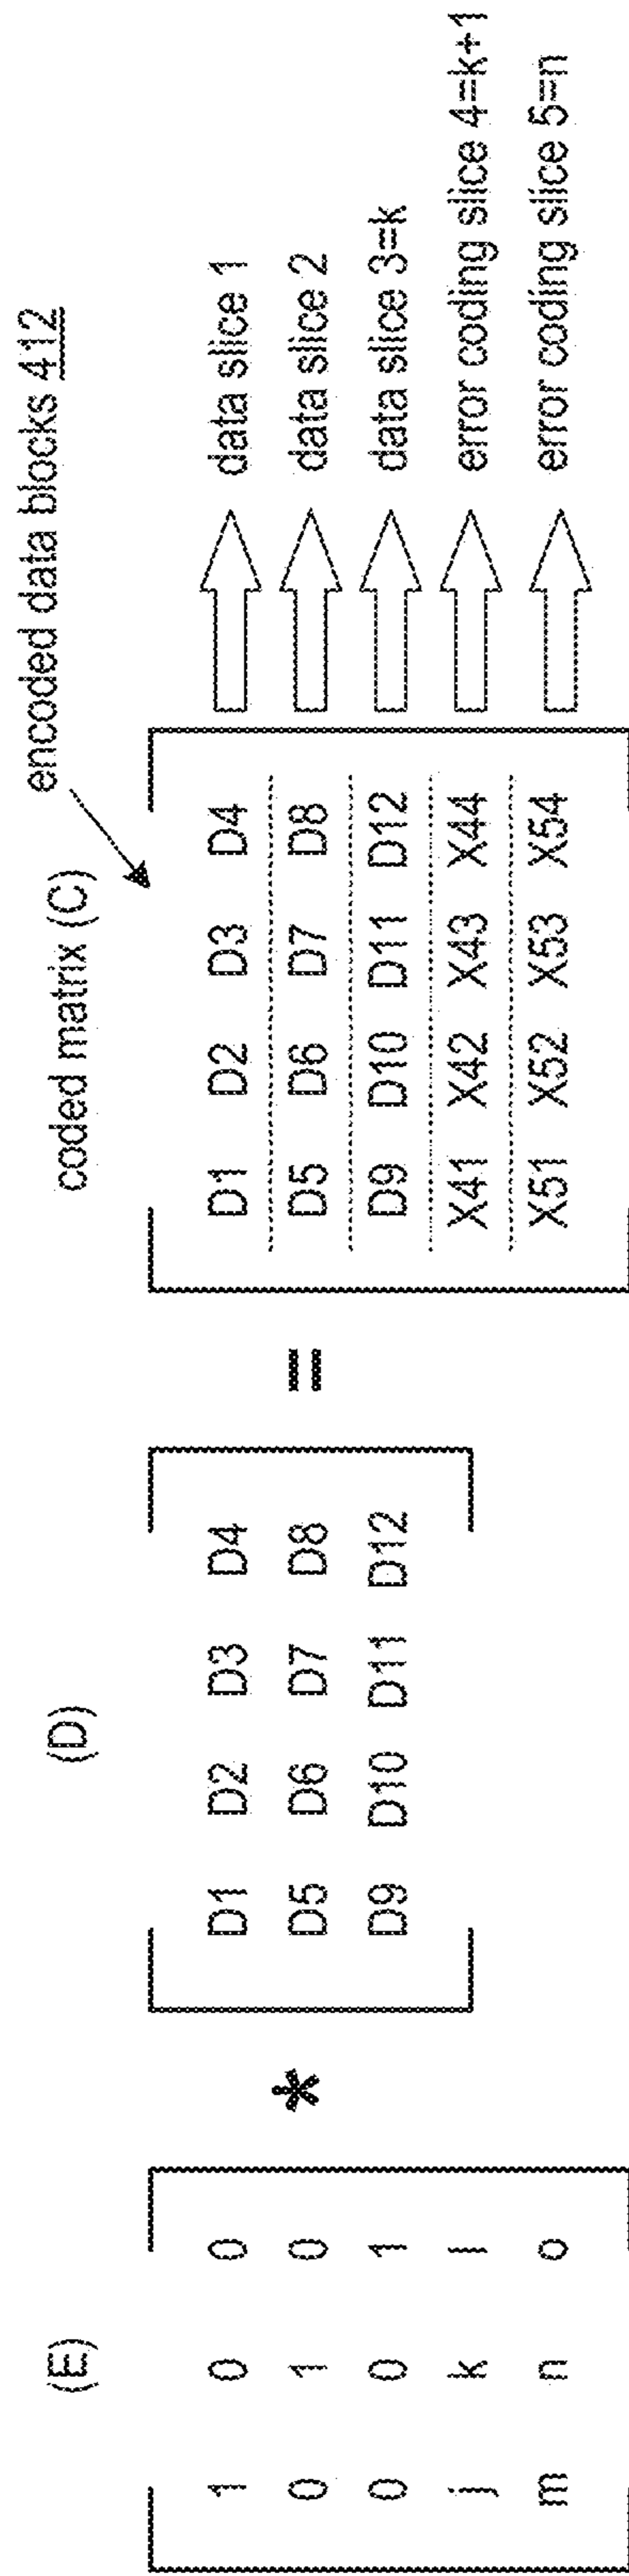 encoded data blocks 412
(E) (D) coded matrix (C)
1 0 0 D1 D2 D3 D4 D1 D2 D3 D4 data slice 1
0 1 0 * D5 D6 D7 D8 = D5 D6 D7 D8 data slice 2
0 0 1 D9 D10 D11 D12 D9 D10 D11 D12 data slice 3=k
j k l X41 X42 X43 X44 error coding slice 4=k+1
m n o X51 X52 X53 X54 error coding slice 5=n